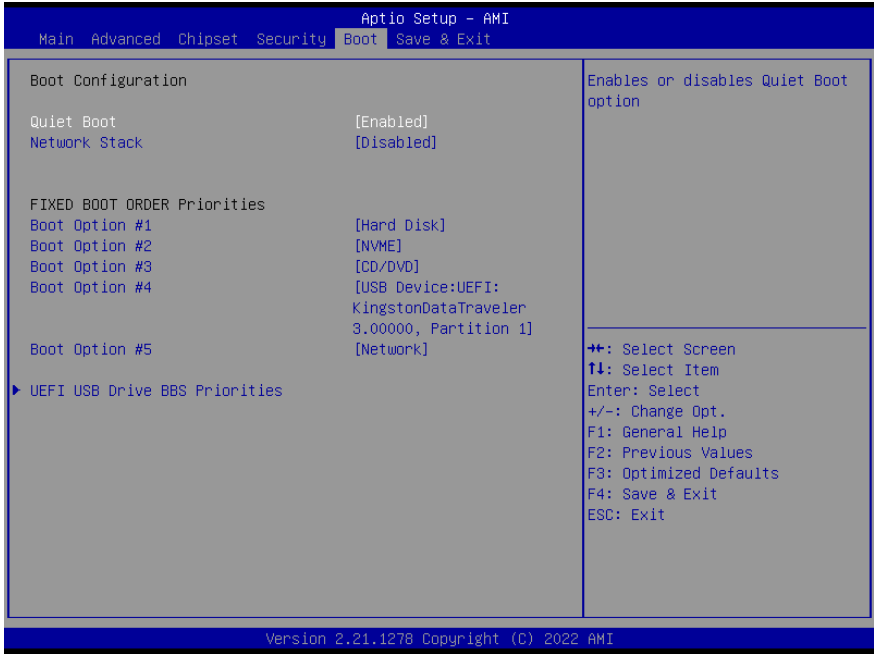 Aptio Setup – AMI
Main Advanced Chipset Security Boot Save & Exit
Boot Configuration
Quiet Boot [Enabled]
Network Stack [Disabled]
FIXED BOOT ORDER Priorities
Boot Option #1 [Hard Disk]
Boot Option #2 [NVME]
Boot Option #3 [CD/DVD]
Boot Option #4 [USB Device:UEFI:
KingstonDataTraveler
3.00000, Partition 1]
Boot Option #5 [Network]
UEFI USB Drive BBS Priorities
Enables or disables Quiet Boot
option
→←: Select Screen
↑↓: Select Item
Enter: Select
+/-: Change Opt.
F1: General Help
F2: Previous Values
F3: Optimized Defaults
F4: Save & Exit
ESC: Exit
Version 2.21.1278 Copyright (C) 2022 AMI